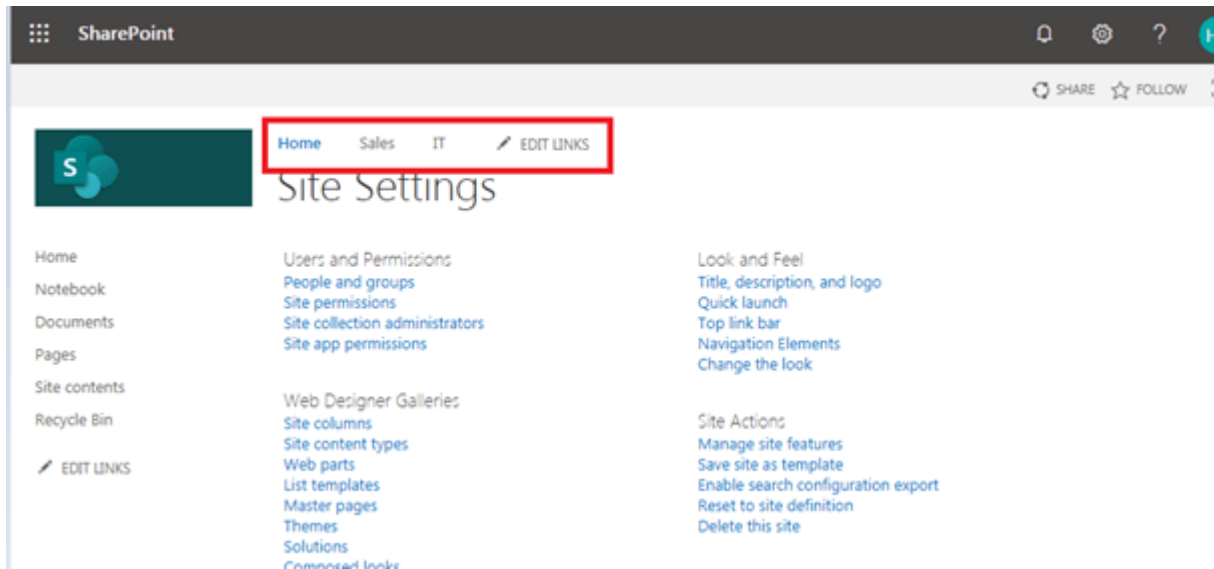 SharePoint
?
SHARE FOLLOW
Home Sales IT EDIT LINKS
S
Site Settings
Home
Notebook
Documents
Pages
Site contents
Recycle Bin
EDIT LINKS
Users and Permissions
People and groups
Site permissions
Site collection administrators
Site app permissions
Web Designer Galleries
Site columns
Site content types
Web parts
List templates
Master pages
Themes
Solutions
Composed looks
Look and Feel
Title, description, and logo
Quick launch
Top link bar
Navigation Elements
Change the look
Site Actions
Manage site features
Save site as template
Enable search configuration export
Reset to site definition
Delete this site